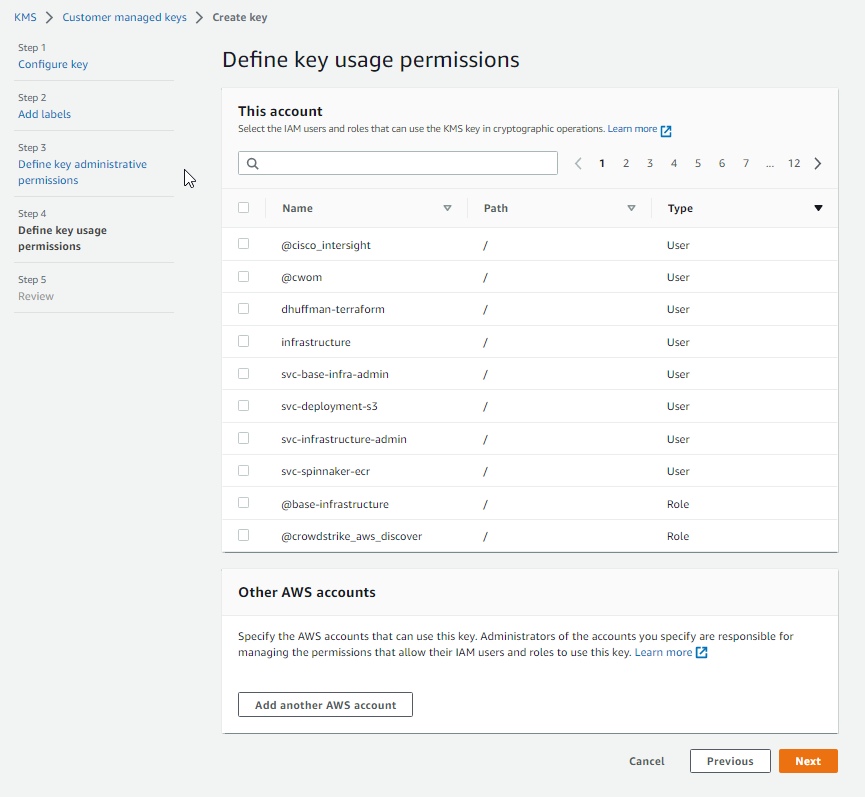 KMS > Customer managed keys > Create key
Step 1
Configure key
Step 2
Add labels
Step 3
Define key administrative
permissions
Step 4
Define key usage
permissions
Step 5
Review
Define key usage permissions
This account
Select the IAM users and roles that can use the KMS key in cryptographic operations. Learn more
1 2 3 4 5 6 7 ... 12
Name Path Type
@cisco_intersight / User
@cwom / User
dhuffman-terraform / User
infrastructure / User
svc-base-infra-admin / User
svc-deployment-s3 / User
svc-infrastructure-admin / User
svc-spinnaker-ecr / User
@base-infrastructure / Role
@crowdstrike_aws_discover / Role
Other AWS accounts
Specify the AWS accounts that can use this key. Administrators of the accounts you specify are responsible for
managing the permissions that allow their IAM users and roles to use this key. Learn more
Add another AWS account
Cancel Previous Next